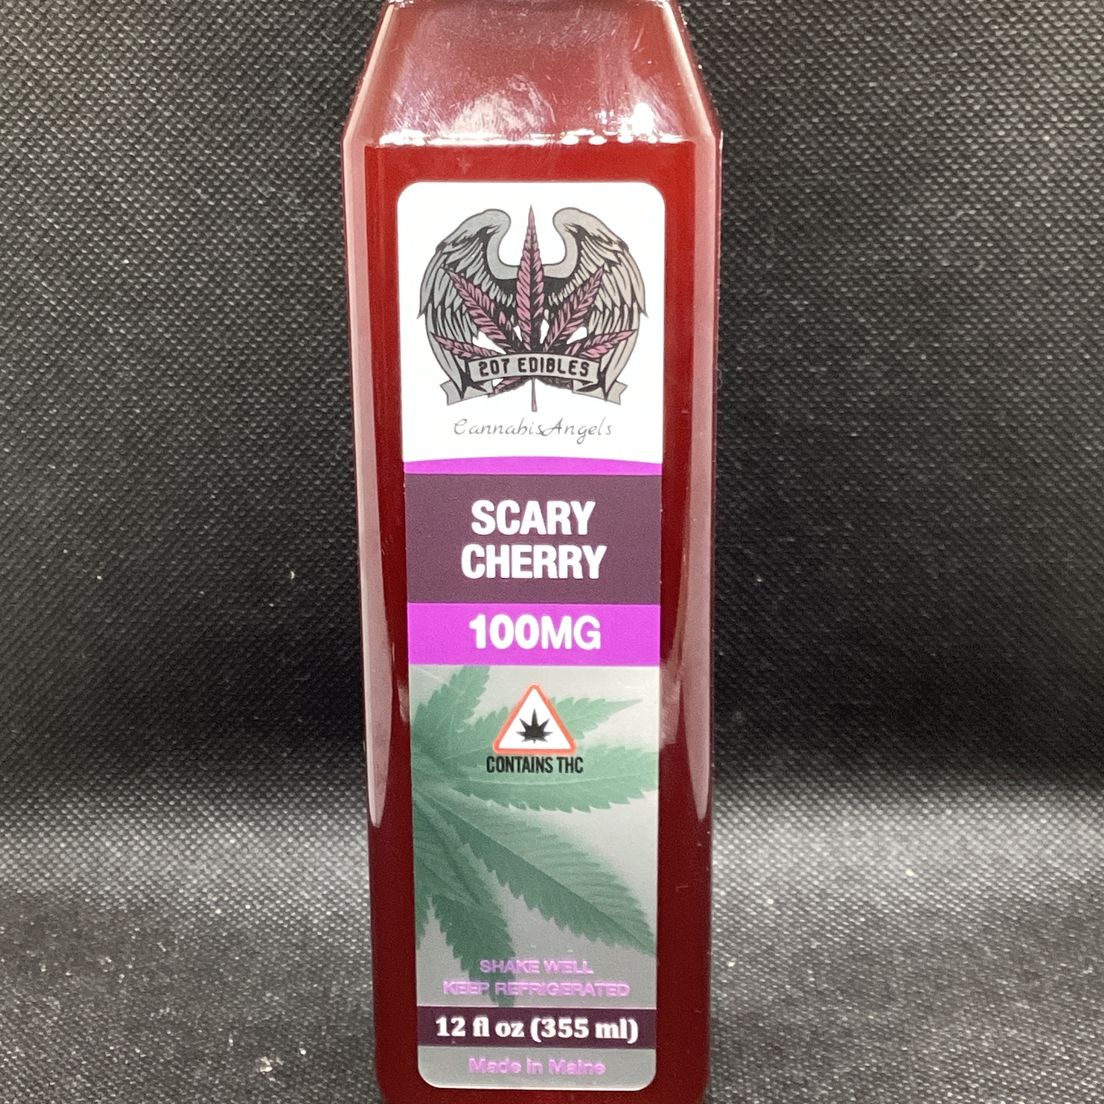 207 EDIBLES
CannabisAngels
SCARY
CHERRY
100MG
CONTAINS THC
SHAKE WELL
KEEP REFRIGERATED
12 fl oz (355 ml)
Made in Maine